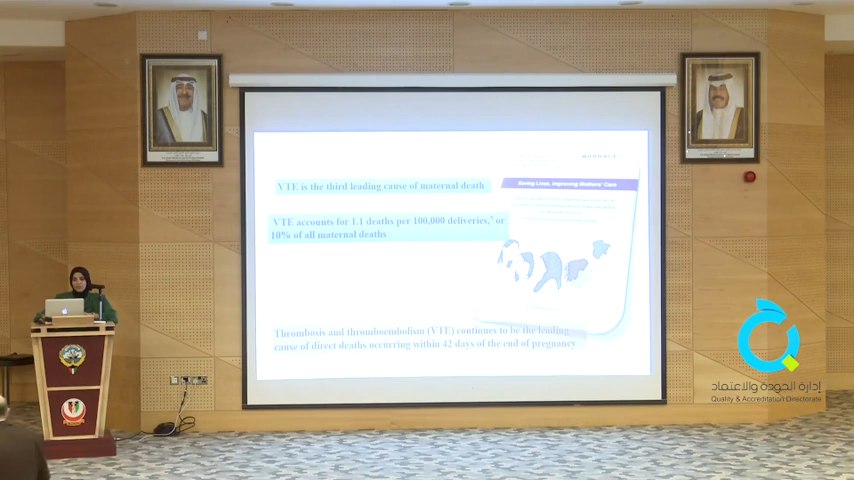 VTE is the third leading cause of maternal death
VTE accounts for 1.1 deaths per 100,000 deliveries,⁵ or
10% of all maternal deaths
Saving Lives, Improving Mothers' Care
Thrombosis and thromboembolism (VTE) continues to be the leading
cause of direct deaths occurring within 42 days of the end of pregnancy
إدارة الجودة والاعتماد
Quality & Accreditation Directorate